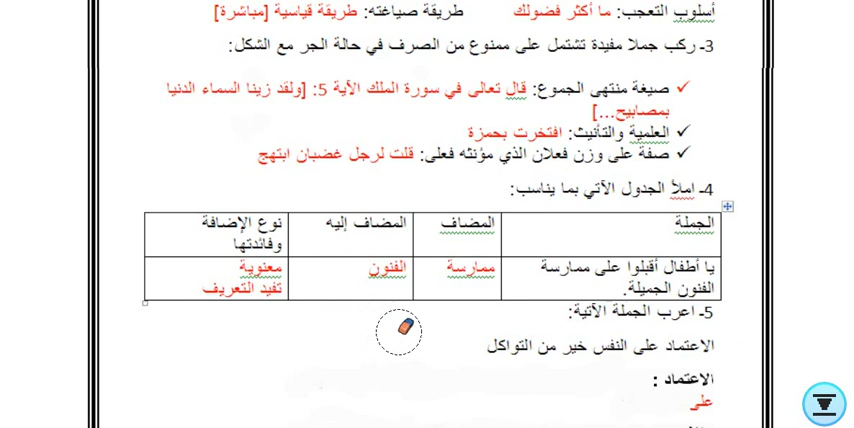 أسلوب التعجب: ما أكثر فضولك طريقة صياغته: طريقة قياسية [مباشرة]
3- ركب جملا مفيدة تشتمل على ممنوع من الصرف في حالة الجر مع الشكل:
صيغة منتهى الجموع: قال تعالى في سورة الملك الآية 5: [ولقد زينا السماء الدنيا
بمصابيح...]
العلمية والتأنيث: افتخرت بحمزة
صفة على وزن فعلان الذي مؤنثه فعلى: قلت لرجل غضبان ابتهج
4- املأ الجدول الآتي بما يناسب:
الجملة المضاف المضاف إليه نوع الإضافة
وفائدتها
يا أطفال أقبلوا على ممارسة ممارسة الفنون معنوية
الفنون الجميلة. تفيد التعريف
5- اعرب الجملة الآتية:
الاعتماد على النفس خير من التواكل
الاعتماد :
على